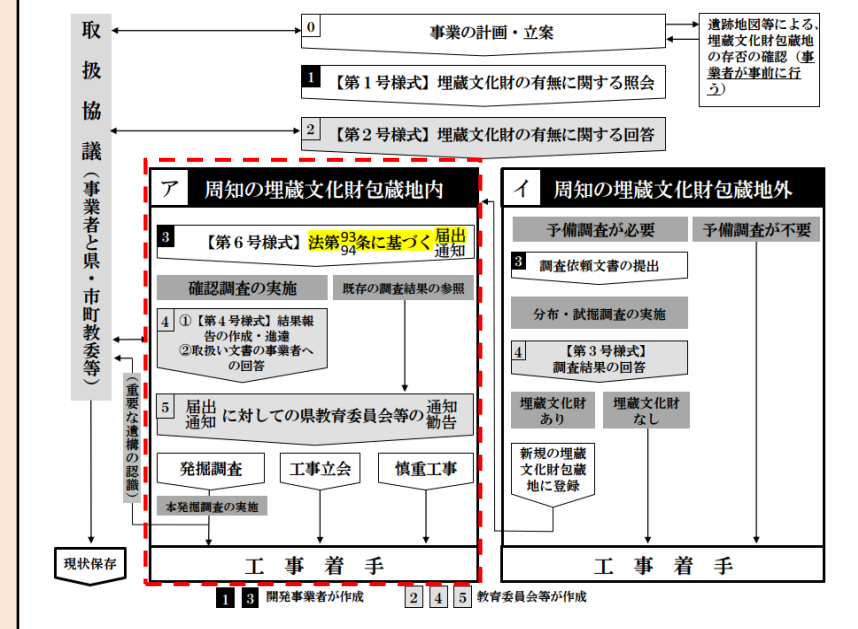 取扱協議（事業者と県・市町教委等）
0
事業の計画・立案
遺跡地図等による、
埋蔵文化財包蔵地
の存否の確認（事
業者が事前に行
う）
1
【第１号様式】埋蔵文化財の有無に関する照会
2
【第２号様式】埋蔵文化財の有無に関する回答
ア
周知の埋蔵文化財包蔵地内
3
【第６号様式】法第93条に基づく届出
94 通知
確認調査の実施
既存の調査結果の参照
4
①【第４号様式】結果報
告の作成・進達
②取扱い文書の事業者へ
の回答
（重要な遺構の認識）
5
届出 に対しての県教育委員会等の 通知
通知 勧告
発掘調査
工事立会
慎重工事
本発掘調査の実施
工事着手
現状保存
イ
周知の埋蔵文化財包蔵地外
予備調査が必要
予備調査が不要
3
調査依頼文書の提出
分布・試掘調査の実施
4
【第３号様式】
調査結果の回答
埋蔵文化財
あり
埋蔵文化財
なし
新規の埋蔵
文化財包蔵
地に登録
工事着手
1 3 開発事業者が作成
2 4 5 教育委員会等が作成